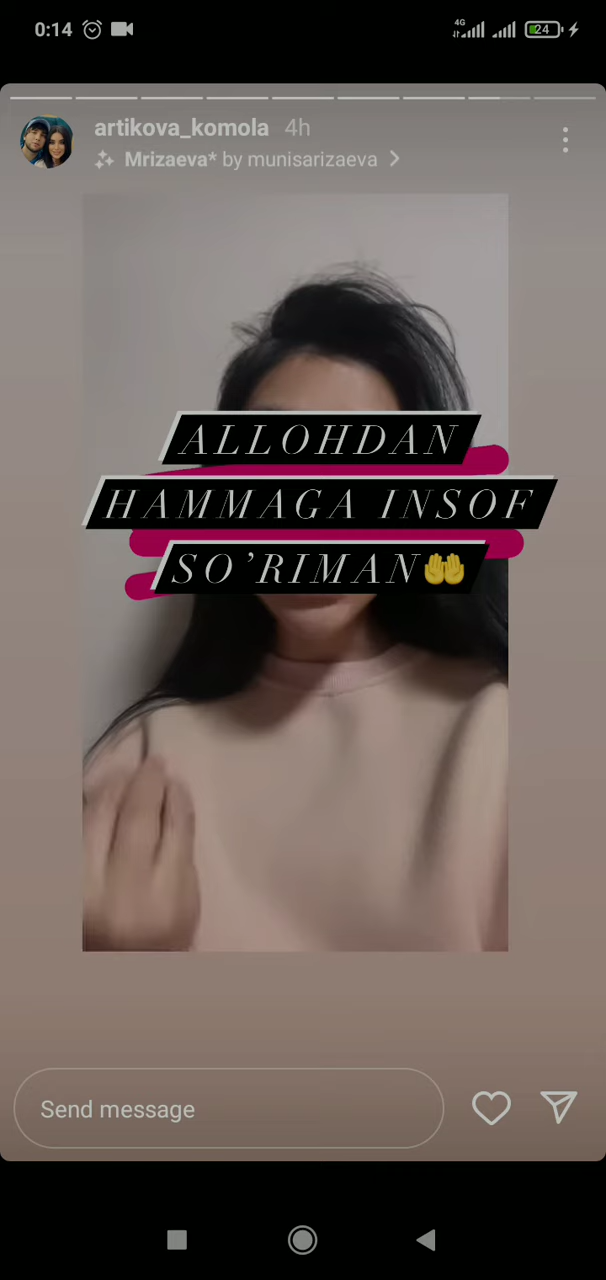 0:14
4G
24
artikova_komola 4h
Mrizaeva* by munisarizaeva
ALLOHDAN
HAMMAGA INSOF
SO'RIMAN🤲
Send message